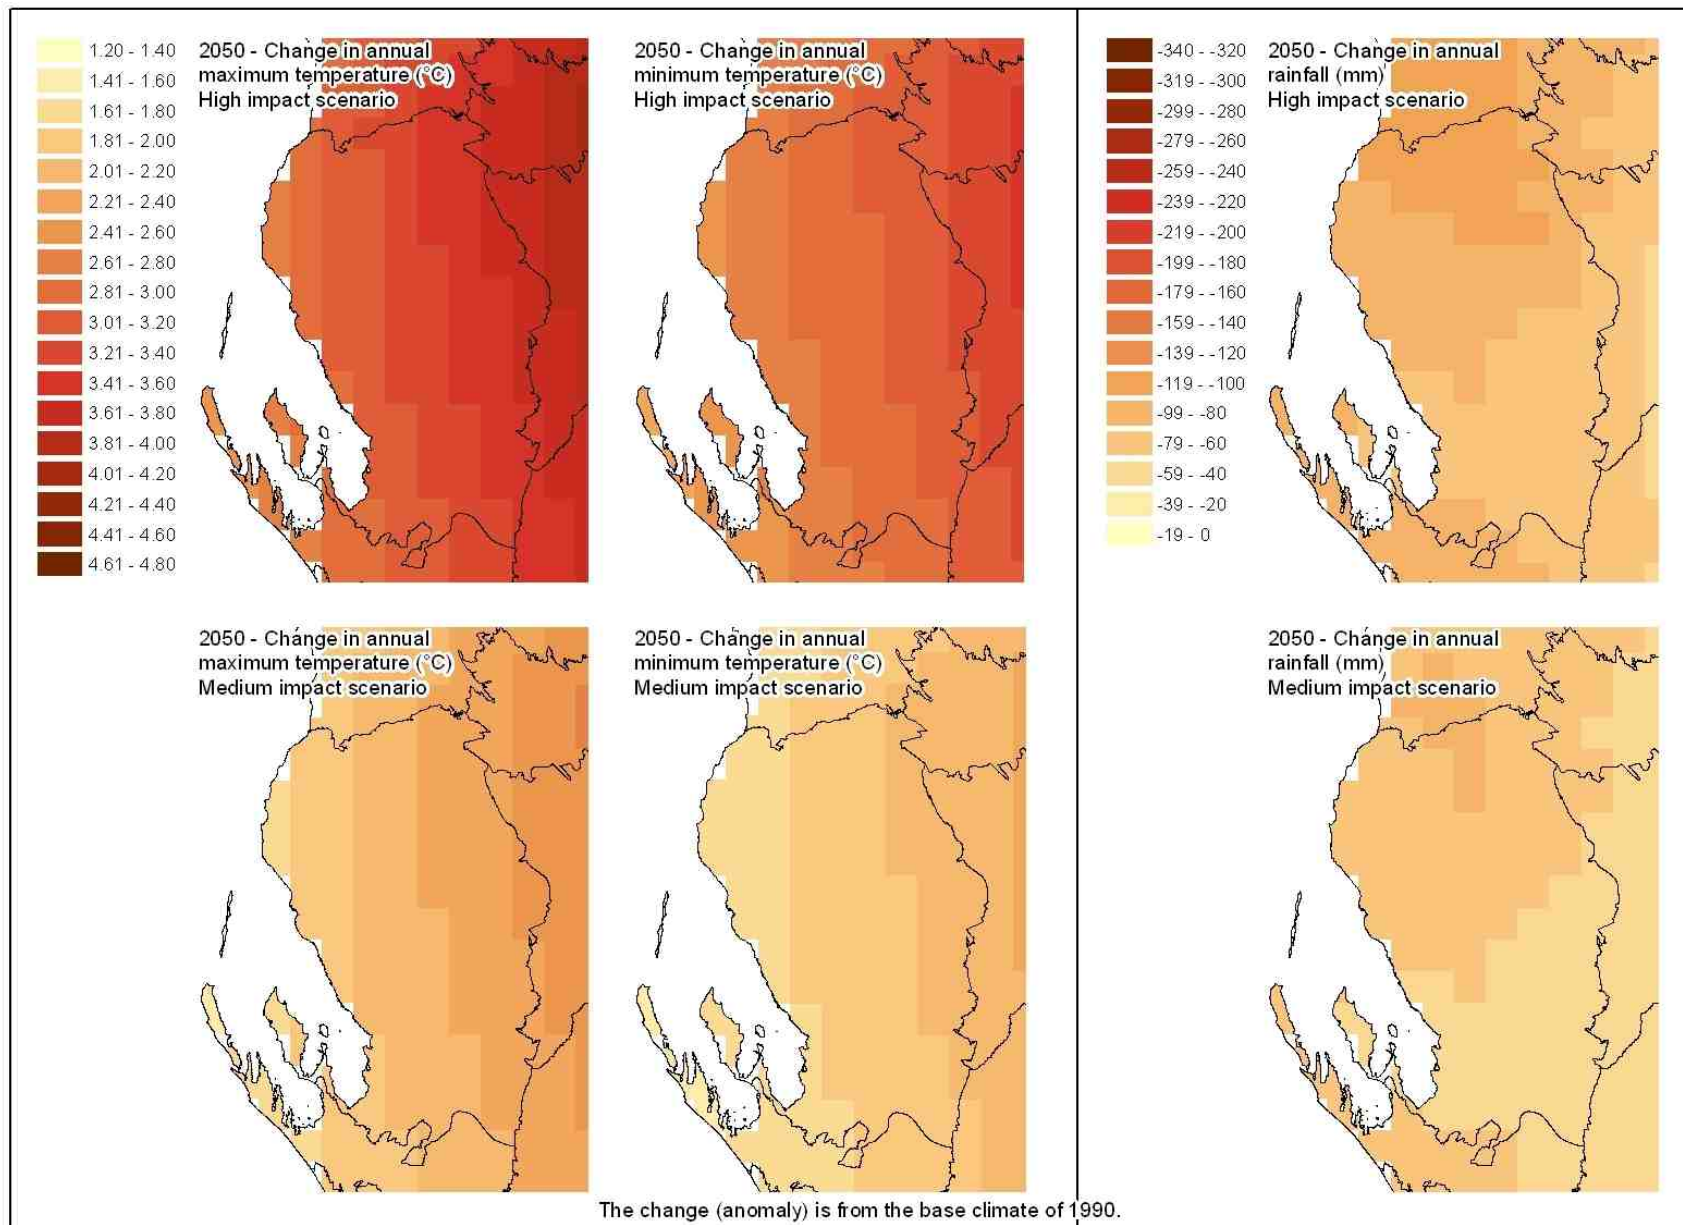 1.20 - 1.40
1.41 - 1.60
1.61 - 1.80
1.81 - 2.00
2.01 - 2.20
2.21 - 2.40
2.41 - 2.60
2.61 - 2.80
2.81 - 3.00
3.01 - 3.20
3.21 - 3.40
3.41 - 3.60
3.61 - 3.80
3.81 - 4.00
4.01 - 4.20
4.21 - 4.40
4.41 - 4.60
4.61 - 4.80
2050 - Change in annual
maximum temperature (°C)
High impact scenario
2050 - Change in annual
minimum temperature (°C)
High impact scenario
-340 - -320
-319 - -300
-299 - -280
-279 - -260
-259 - -240
-239 - -220
-219 - -200
-199 - -180
-179 - -160
-159 - -140
-139 - -120
-119 - -100
-99 - -80
-79 - -60
-59 - -40
-39 - -20
-19 - 0
2050 - Change in annual
rainfall (mm)
High impact scenario
2050 - Change in annual
maximum temperature (°C)
Medium impact scenario
2050 - Change in annual
minimum temperature (°C)
Medium impact scenario
2050 - Change in annual
rainfall (mm)
Medium impact scenario
The change (anomaly) is from the base climate of 1990.